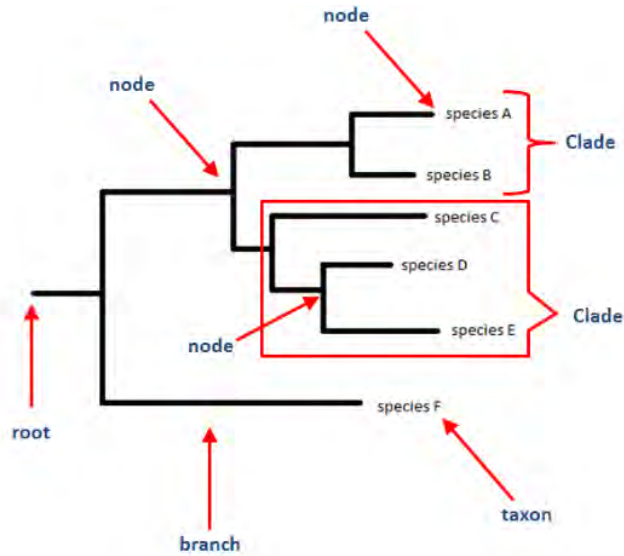 node
node
species A
Clade
species B
species C
species D
Clade
node
species E
species F
root
taxon
branch